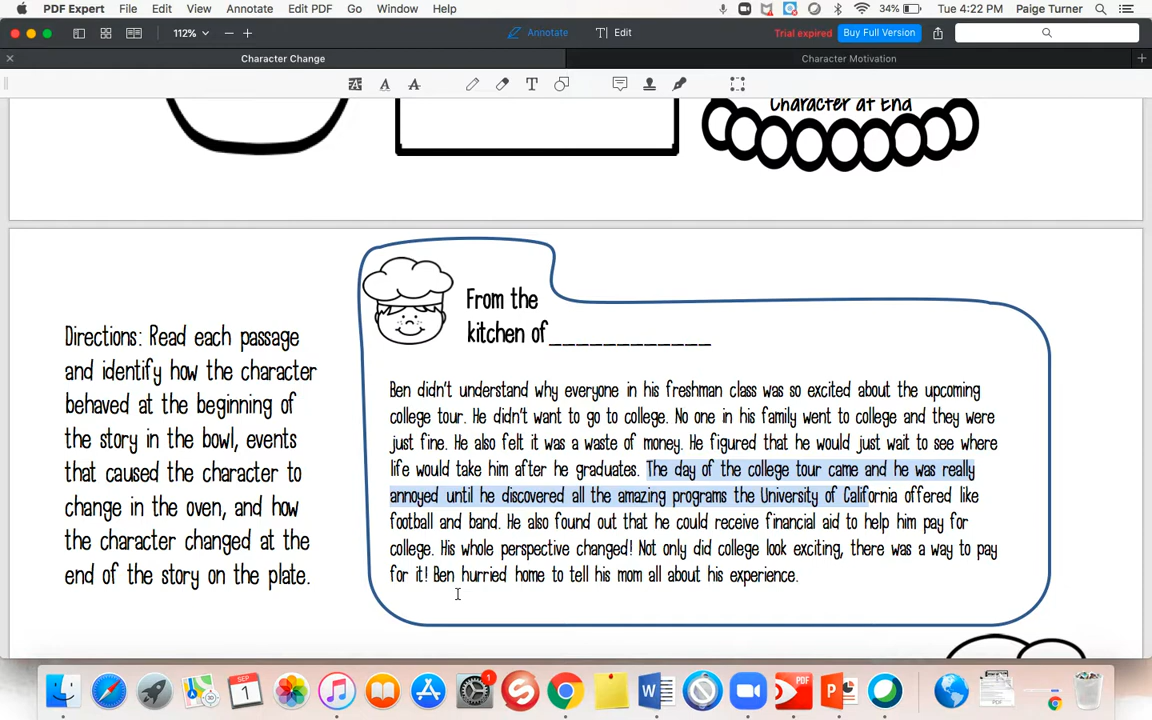 PDF Expert File Edit View Annotate Edit PDF Go Window Help 34% Tue 4:22 PM Paige Turner
112% Annotate Edit Trial expired Buy Full Version
Character Change Character Motivation
Character at End
From the
kitchen of_____________
Directions: Read each passage
and identify how the character
behaved at the beginning of
the story in the bowl, events
that caused the character to
change in the oven, and how
the character changed at the
end of the story on the plate.
Ben didn't understand why everyone in his freshman class was so excited about the upcoming
college tour. He didn't want to go to college. No one in his family went to college and they were
just fine. He also felt it was a waste of money. He figured that he would just wait to see where
life would take him after he graduates. The day of the college tour came and he was really
annoyed until he discovered all the amazing programs the University of California offered like
football and band. He also found out that he could receive financial aid to help him pay for
college. His whole perspective changed! Not only did college look exciting, there was a way to pay
for it! Ben hurried home to tell his mom all about his experience.